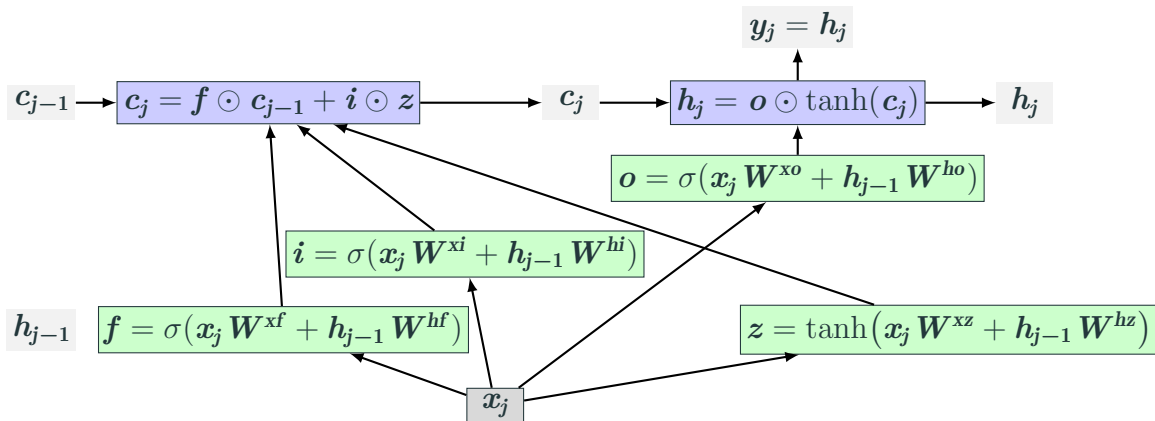 y_j = h_j
c_{j−1}
c_j = f ⊙ c_{j−1} + i ⊙ z
c_j
h_j = o ⊙ tanh(c_j)
h_j
o = σ(x_j W^{xo} + h_{j−1} W^{ho})
i = σ(x_j W^{xi} + h_{j−1} W^{hi})
h_{j−1}
f = σ(x_j W^{xf} + h_{j−1} W^{hf})
z = tanh(x_j W^{xz} + h_{j−1} W^{hz})
x_j